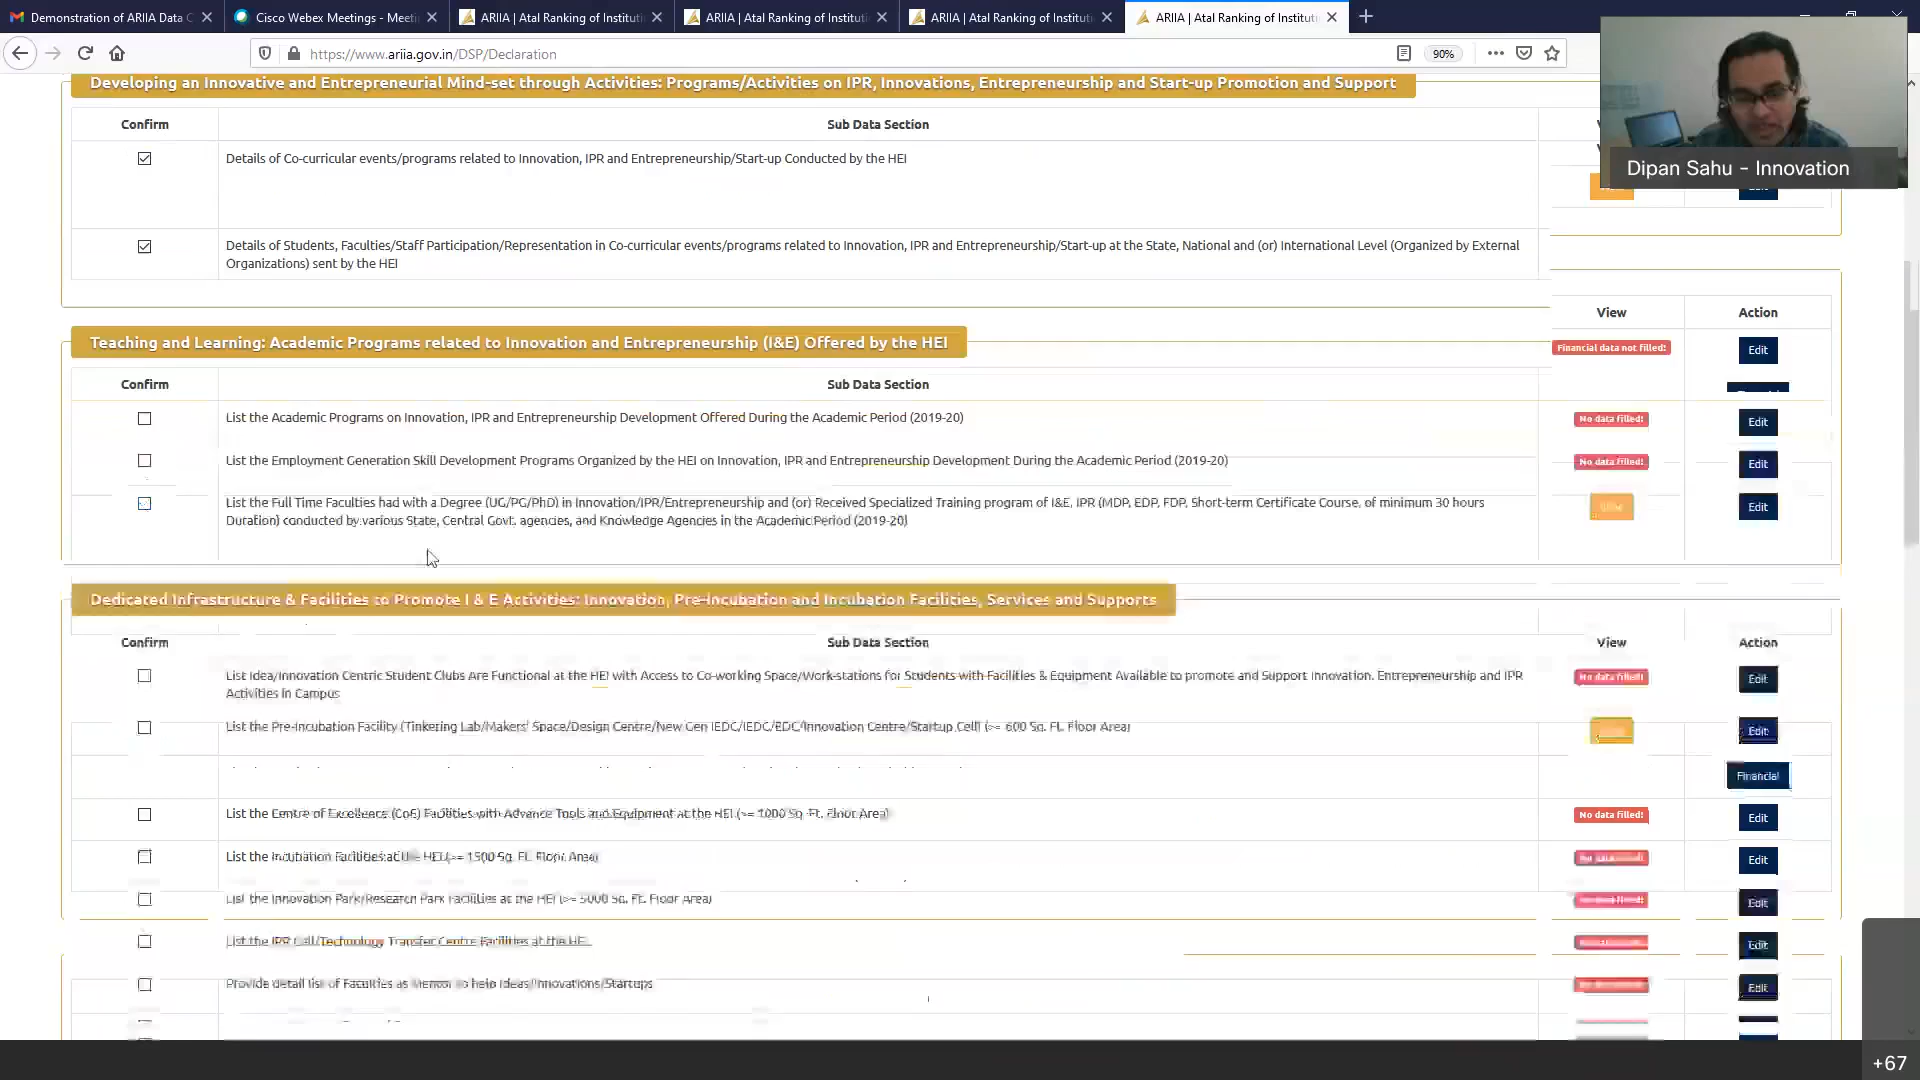 Demonstration of ARIIA Data C
Cisco Webex Meetings - Meeti
ARIIA | Atal Ranking of Instituti
ARIIA | Atal Ranking of Instituti
ARIIA | Atal Ranking of Instituti
ARIIA | Atal Ranking of Instituti
https://www.ariia.gov.in/DSP/Declaration
90%
Dipan Sahu - Innovation
Developing an Innovative and Entrepreneurial Mind-set through Activities: Programs/Activities on IPR, Innovations, Entrepreneurship and Start-up Promotion and Support
Confirm Sub Data Section
Details of Co-curricular events/programs related to Innovation, IPR and Entrepreneurship/Start-up Conducted by the HEI
Details of Students, Faculties/Staff Participation/Representation in Co-curricular events/programs related to Innovation, IPR and Entrepreneurship/Start-up at the State, National and (or) International Level (Organized by External
Organizations) sent by the HEI
View Action
Teaching and Learning: Academic Programs related to Innovation and Entrepreneurship (I&E) Offered by the HEI
Financial data not filled! Edit
Confirm Sub Data Section
List the Academic Programs on Innovation, IPR and Entrepreneurship Development Offered During the Academic Period (2019-20) No data filled! Edit
List the Employment Generation Skill Development Programs Organized by the HEI on Innovation, IPR and Entrepreneurship Development During the Academic Period (2019-20) No data filled! Edit
List the Full Time Faculties had with a Degree (UG/PG/PhD) in Innovation/IPR/Entrepreneurship and (or) Received Specialized Training program of I&E, IPR (MDP, EDP, FDP, Short-term Certificate Course, of minimum 30 hours Edit
Duration) conducted by various State, Central Govt. agencies, and Knowledge Agencies in the Academic Period (2019-20)
Dedicated Infrastructure & Facilities to Promote I & E Activities: Innovation, Pre-Incubation and Incubation Facilities, Services and Supports
Confirm Sub Data Section View Action
List Idea/Innovation Centric Student Clubs Are Functional at the HEI with Access to Co-working Space/Work-stations for Students with Facilities & Equipment Available to promote and Support Innovation, Entrepreneurship and IPR No data filled! Edit
Activities in Campus
List the Pre-Incubation Facility (Tinkering Lab/Makers' Space/Design Centre/New Gen IEDC/IEDC/EDC/Innovation Centre/Startup Cell) (>= 600 Sq. Ft. Floor Area) Edit
Financial
List the Centre of Excellence (CoE) Facilities with Advance Tools and Equipment at the HEI (>= 1000 Sq. Ft. Floor Area) No data filled! Edit
List the Incubation Facilities at the HEI (>= 1500 Sq. Ft. Floor Area) Edit
List the Innovation Park/Research Park Facilities at the HEI (>= 5000 Sq. Ft. Floor Area) Edit
List the IPR Cell/Technology Transfer Centre Facilities at the HEI Edit
Provide detail list of Faculties as Mentor to help Ideas/Innovations/Startups Edit
+67